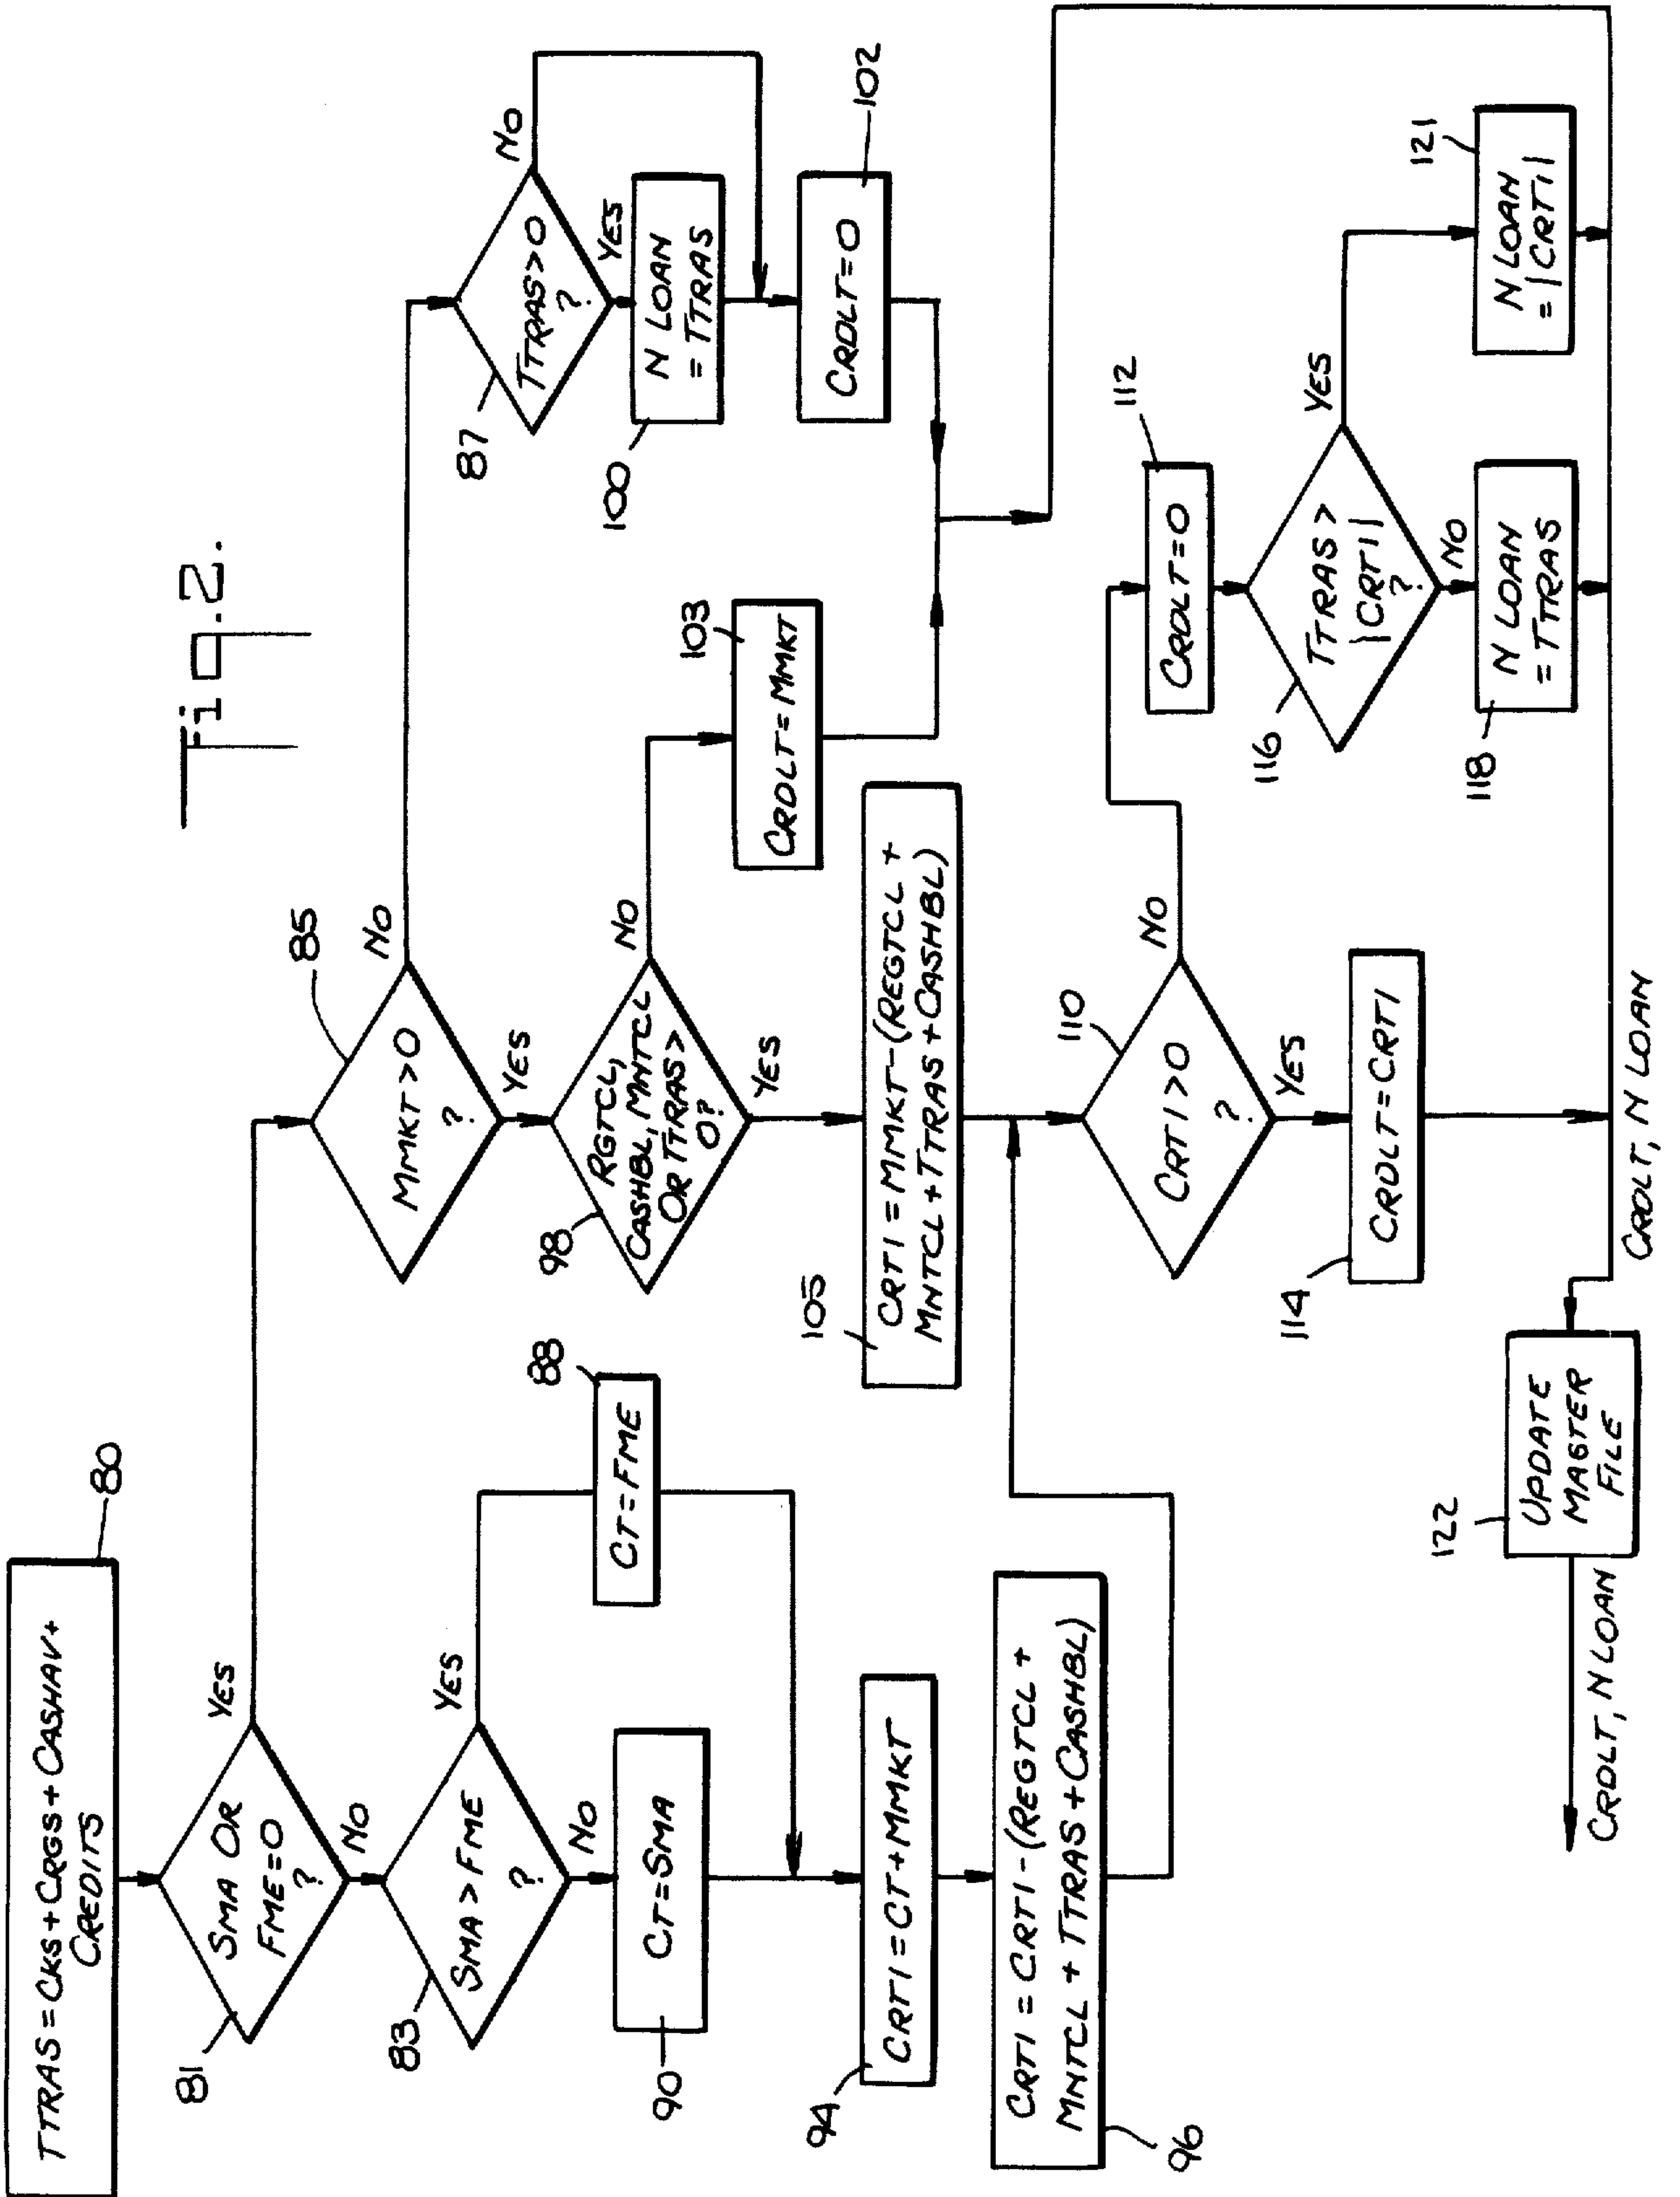 Fig.2.
TTRAS = CKS + CRGS + CASHAV +
CREDITS
80
SMA OR
FME=0
?
81
YES
NO
SMA > FME
?
83
YES
NO
CT=FME
88
CT=SMA
90
CRT1 = CT + MMKT
94
CRT1 = CRT1 - (REGTCL +
MNTCL + TTRAS + CASHBL)
96
MMKT > 0
?
85
NO
YES
RGTCL,
CASHBL, MNTCL
OR TTRAS >
0?
98
NO
YES
CRDLT = MMKT
103
CRT1 = MMKT - (REGTCL +
MNTCL + TTRAS + CASHBL)
105
TTRAS > 0
?
87
NO
YES
N LOAN
= TTRAS
100
CRDLT = 0
102
CRT1 > 0
?
110
NO
YES
CRDLT = CRT1
114
CRDLT = 0
112
TTRAS >
|CRT1|
?
116
YES
NO
N LOAN
= TTRAS
118
N LOAN
= |CRT1|
121
CRDLT, N LOAN
UPDATE
MASTER
FILE
122
CRDLT, N LOAN